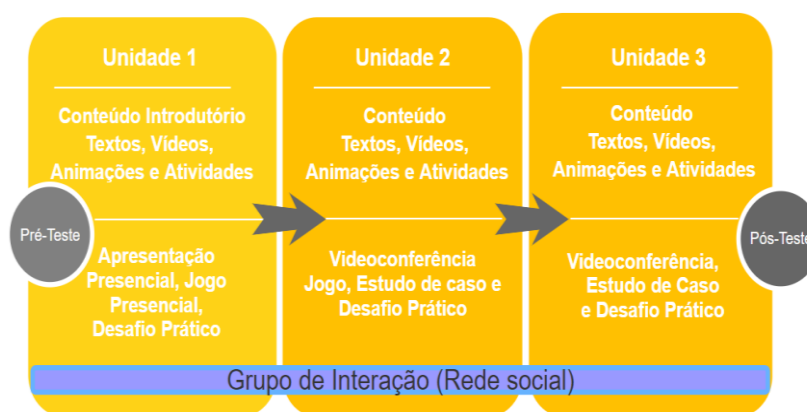 Unidade 1
Conteúdo Introdutório
Textos, Vídeos,
Animações e Atividades
Pré-Teste
Apresentação
Presencial, Jogo
Presencial,
Desafio Prático
Unidade 2
Conteúdo
Textos, Vídeos,
Animações e Atividades
Videoconferência
Jogo, Estudo de caso e
Desafio Prático
Unidade 3
Conteúdo
Textos, Vídeos,
Animações e Atividades
Videoconferência,
Estudo de Caso
e Desafio Prático
Pós-Teste
Grupo de Interação (Rede social)